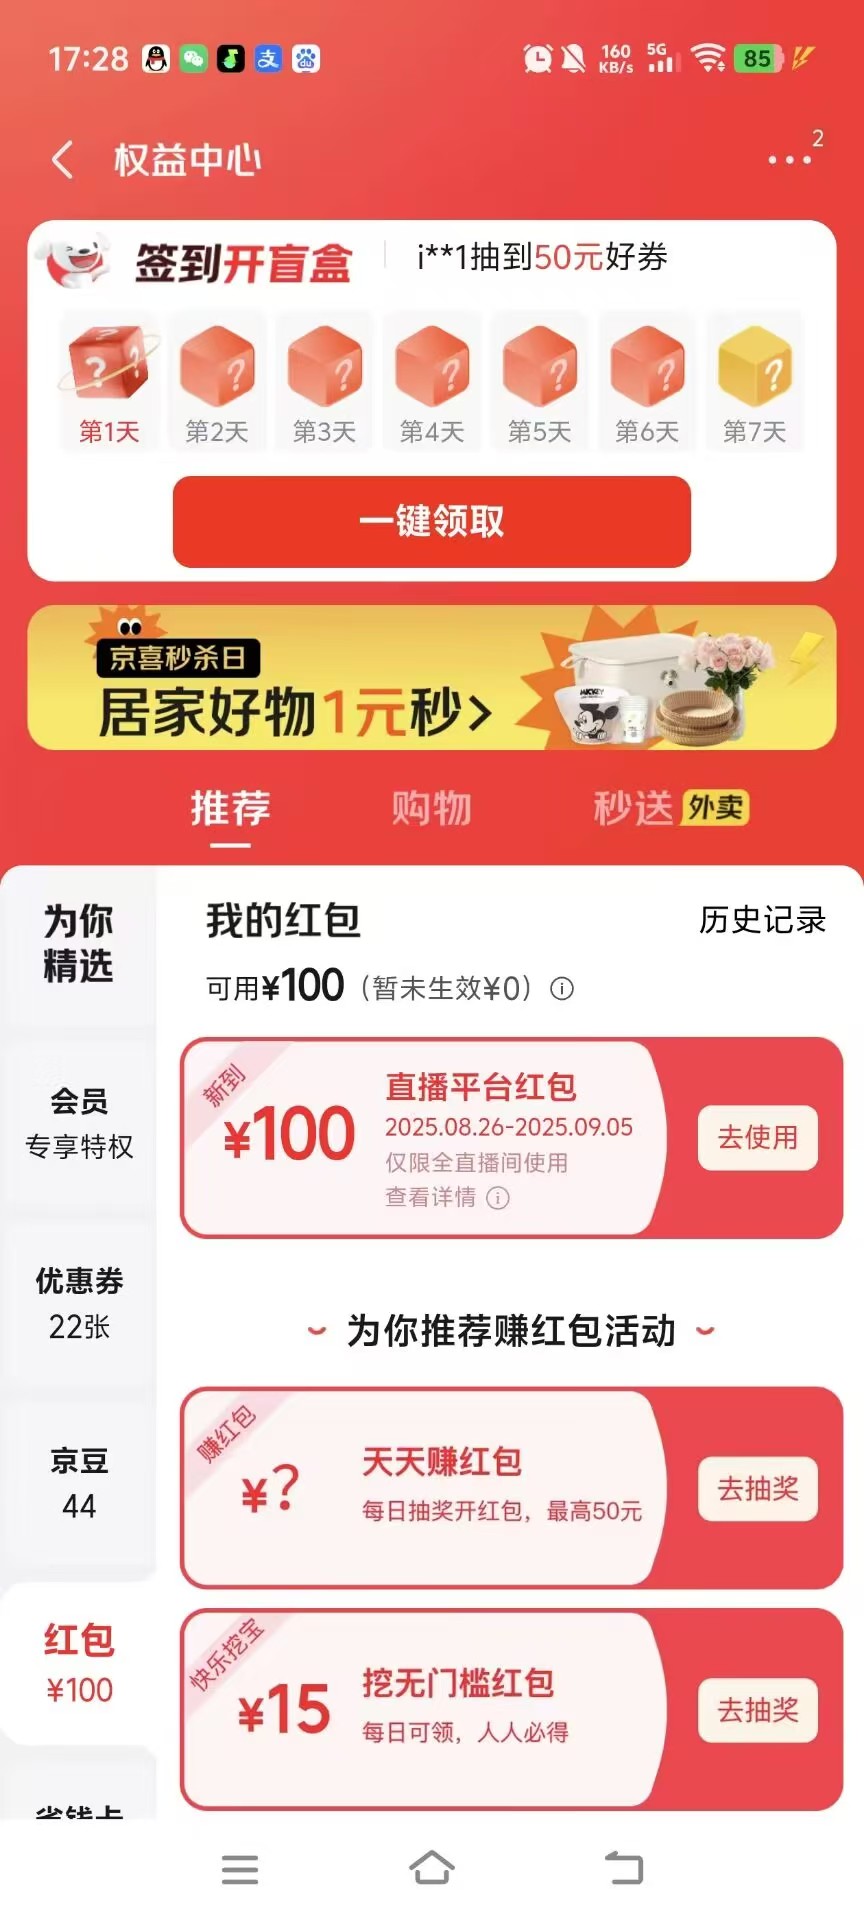 17:28
支
du
160
KB/s
5G
85
权益中心
2
签到开盲盒
i**1抽到50元好券
?
?
?
?
?
?
?
?
第1天
第2天
第3天
第4天
第5天
第6天
第7天
一键领取
京喜秒杀日
居家好物1元秒>
MICKEY
推荐
购物
秒送
外卖
为你
精选
我的红包
历史记录
可用¥100（暂未生效¥0）
新到
¥100
直播平台红包
2025.08.26-2025.09.05
仅限全直播间使用
查看详情
去使用
会员
专享特权
优惠券
22张
为你推荐赚红包活动
赚红包
¥?
天天赚红包
每日抽奖开红包，最高50元
去抽奖
京豆
44
红包
¥100
快乐挖宝
¥15
挖无门槛红包
每日可领，人人必得
去抽奖
省钱卡